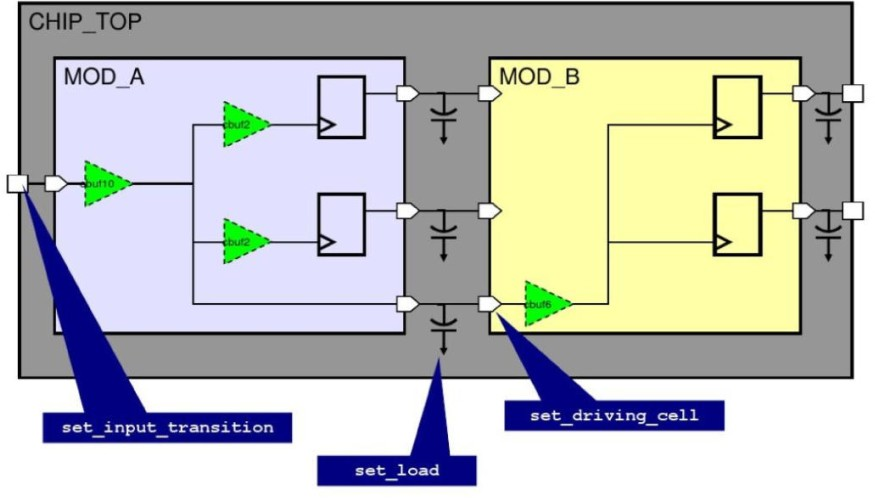 CHIP_TOP
MOD_A
MOD_B
cbuf2
cbuf10
cbuf2
cbuf6
set_input_transition
set_driving_cell
set_load